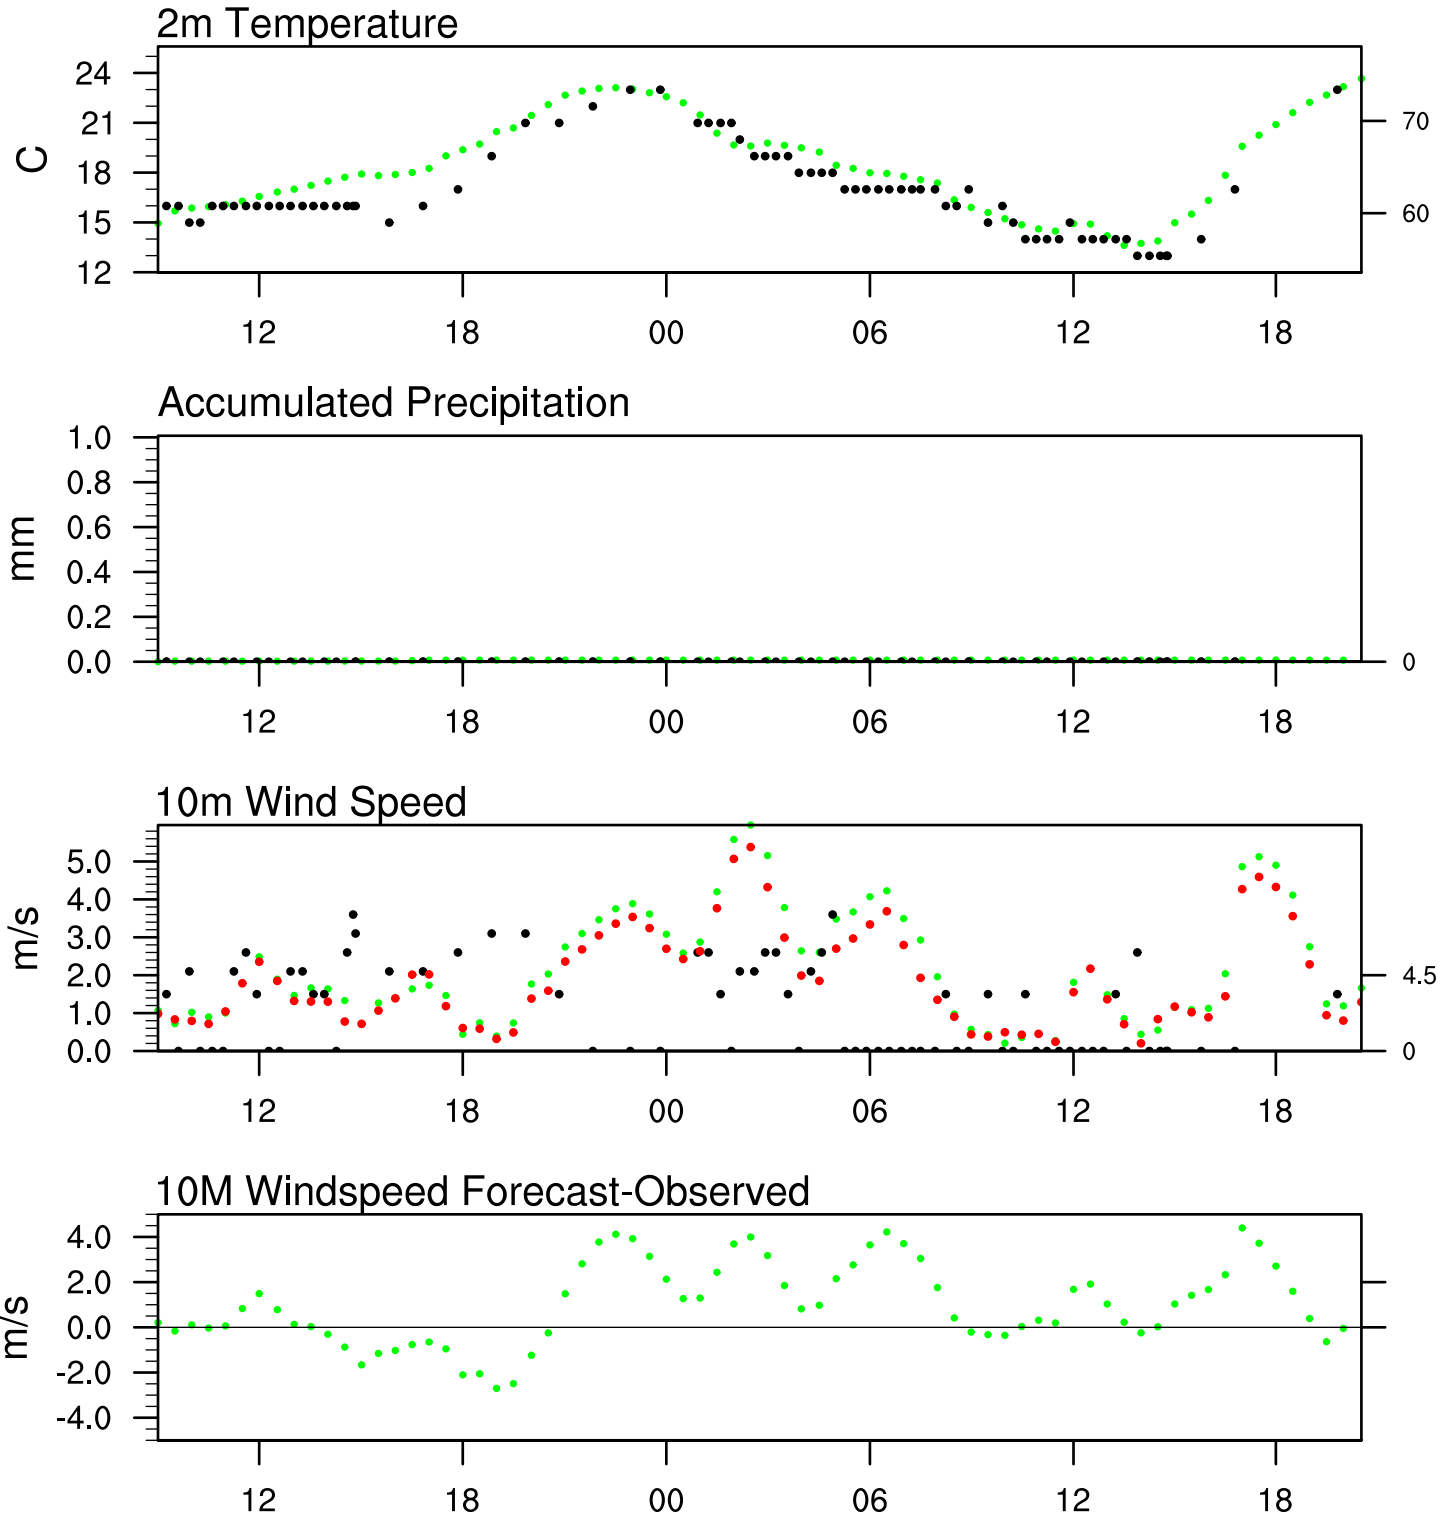 2m Temperature
24
21
18
15
12
C
70
60
12 18 00 06 12 18
Accumulated Precipitation
1.0
0.8
0.6
0.4
0.2
0.0
mm
0
12 18 00 06 12 18
10m Wind Speed
5.0
4.0
3.0
2.0
1.0
0.0
m/s
4.5
0
12 18 00 06 12 18
10M Windspeed Forecast-Observed
4.0
2.0
0.0
-2.0
-4.0
m/s
12 18 00 06 12 18